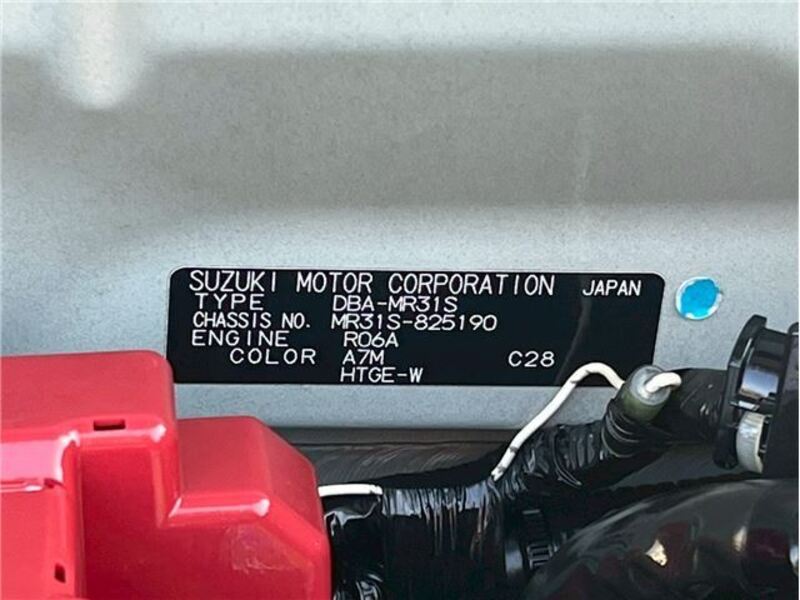 SUZUKI MOTOR CORPORATION JAPAN
TYPE DBA-MR31S
CHASSIS NO. MR31S-825190
ENGINE R06A
COLOR A7M C28
HTGE-W